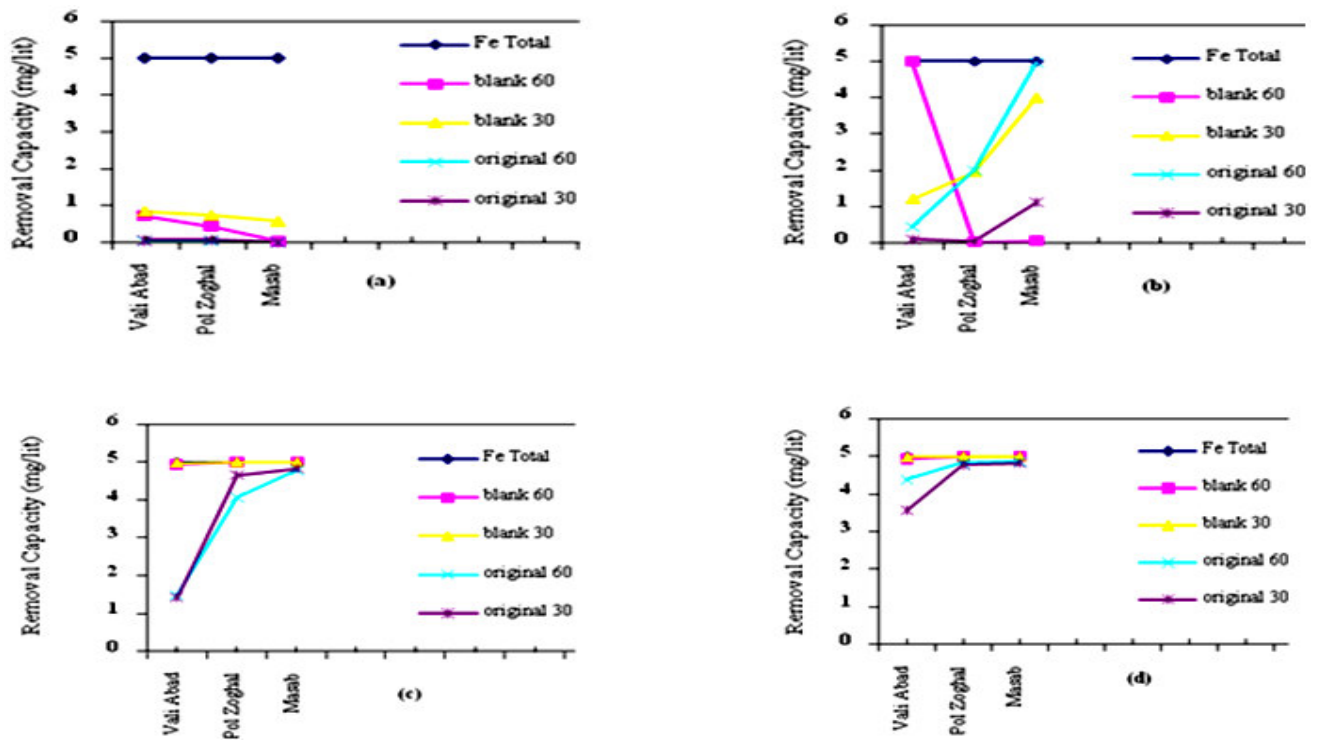 Removal Capacity (mg/lit)
6
5
4
3
2
1
0
Fe Total
blank 60
blank 30
original 60
original 30
Vali Abad
Pol Zoghal
Masab
(a)
Removal Capacity (mg/lit)
6
5
4
3
2
1
0
Fe Total
blank 60
blank 30
original 60
original 30
Vali Abad
Pol Zoghal
Masab
(b)
Removal Capacity (mg/lit)
6
5
4
3
2
1
0
Fe Total
blank 60
blank 30
original 60
original 30
Vali Abad
Pol Zoghal
Masab
(c)
Removal Capacity (mg/lit)
6
5
4
3
2
1
0
Fe Total
blank 60
blank 30
original 60
original 30
Vali Abad
Pol Zoghal
Masab
(d)